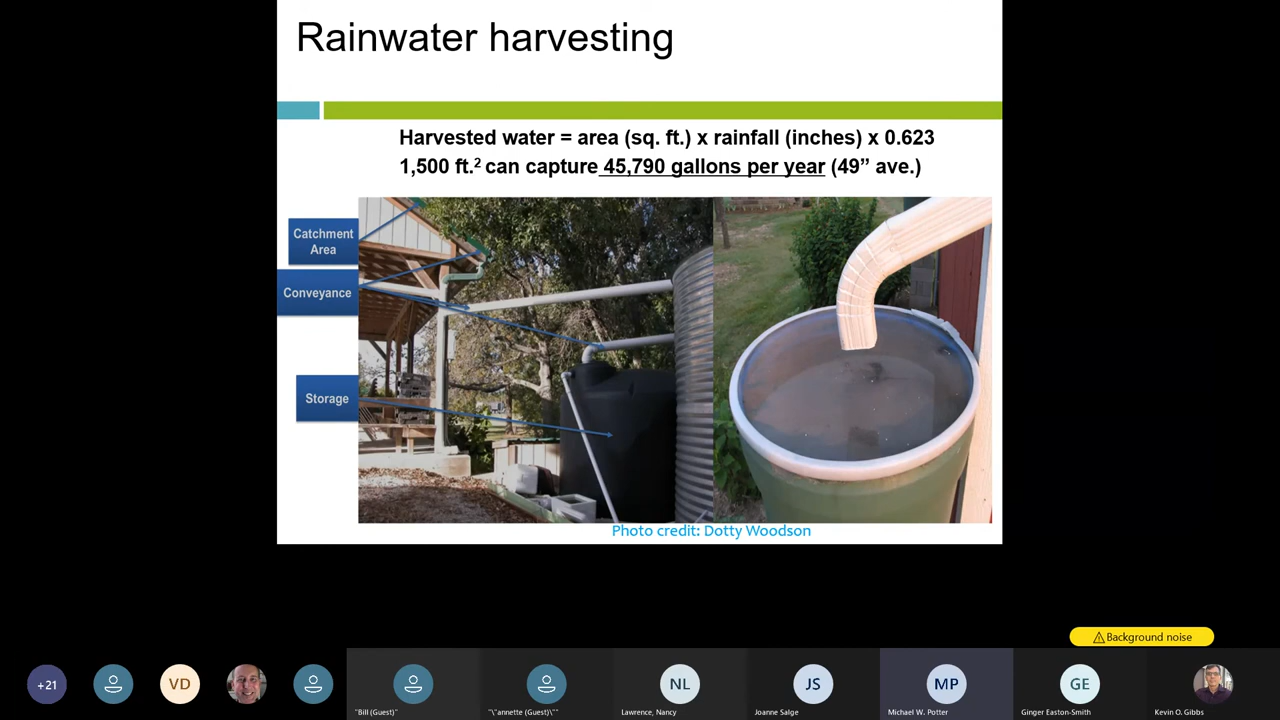 Rainwater harvesting
Harvested water = area (sq. ft.) x rainfall (inches) x 0.623
1,500 ft.² can capture 45,790 gallons per year (49” ave.)
Catchment
Area
Conveyance
Storage
Photo credit: Dotty Woodson
Background noise
+21
VD
NL
JS
MP
GE
"Bill (Guest)"
"\"annette (Guest)\""
Lawrence, Nancy
Joanne Salge
Michael W. Potter
Ginger Easton-Smith
Kevin O. Gibbs